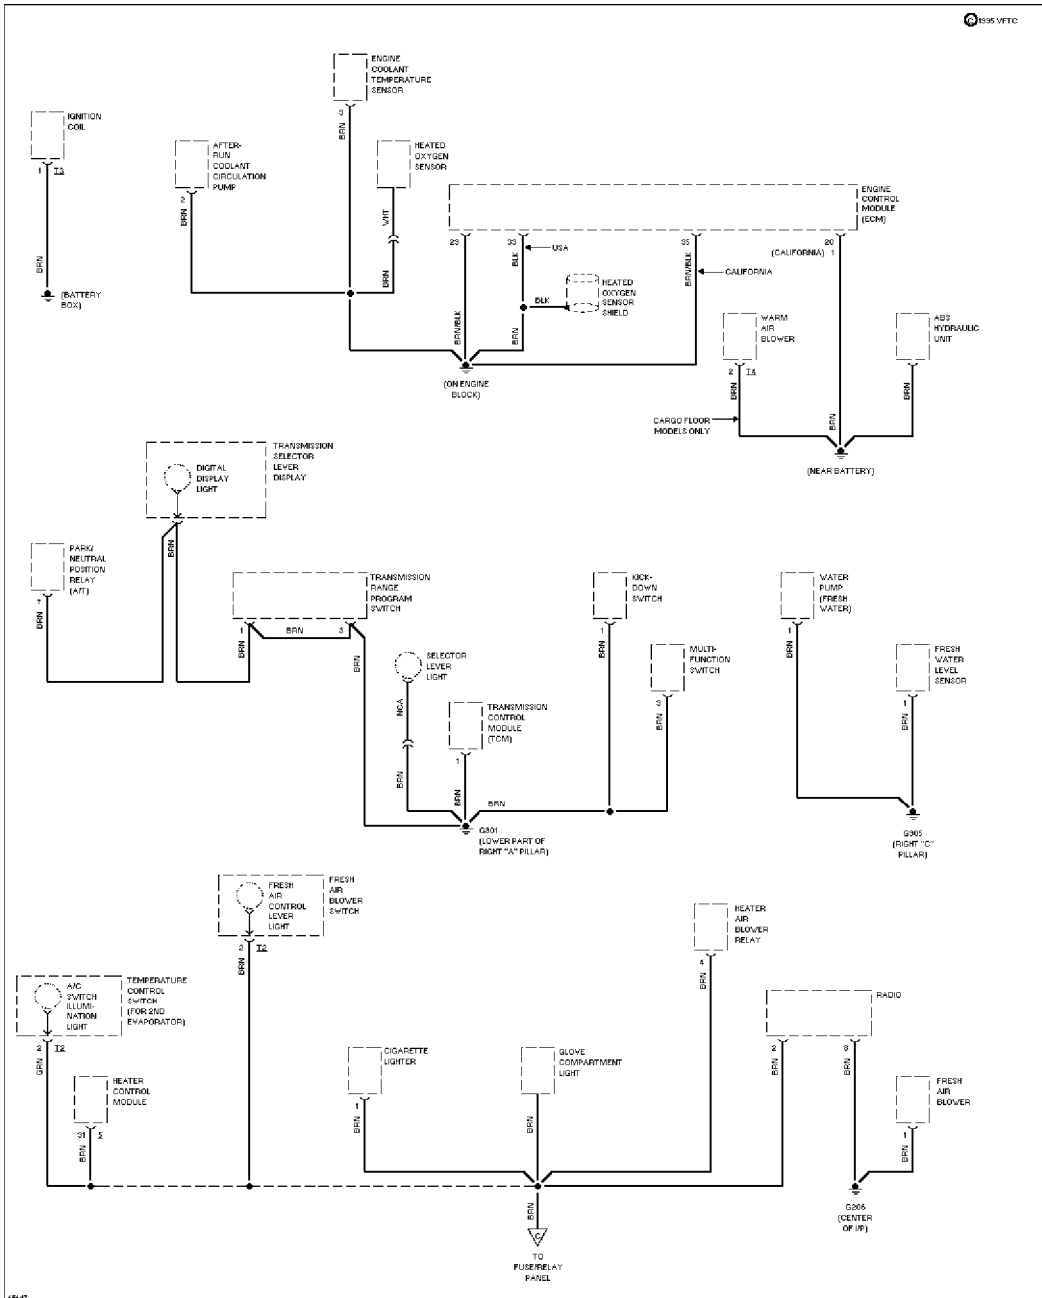 © 1995 VFTC
ENGINE
COOLANT
TEMPERATURE
SENSOR
3
BRN
IGNITION
COIL
1 T3
BRN
(BATTERY
BOX)
AFTER-
RUN
COOLANT
CIRCULATION
PUMP
2
BRN
HEATED
OXYGEN
SENSOR
WHT
BRN
ENGINE
CONTROL
MODULE
(ECM)
23
33
35
20
(CALIFORNIA) 1
BLK
USA
BRN/BLK
CALIFORNIA
BLK
HEATED
OXYGEN
SENSOR
SHIELD
BRN/BLK
BRN
(ON ENGINE
BLOCK)
WARM
AIR
BLOWER
2 T4
BRN
ABS
HYDRAULIC
UNIT
BRN
CARGO FLOOR
MODELS ONLY
BRN
(NEAR BATTERY)
TRANSMISSION
SELECTOR
LEVER
DISPLAY
DIGITAL
DISPLAY
LIGHT
BRN
PARK/
NEUTRAL
POSITION
RELAY
(A/T)
7
BRN
TRANSMISSION
RANGE
PROGRAM
SWITCH
1
BRN
3
BRN
BRN
SELECTOR
LEVER
LIGHT
NCA
BRN
TRANSMISSION
CONTROL
MODULE
(TCM)
1
BRN
BRN
G301
(LOWER PART OF
RIGHT "A" PILLAR)
KICK-
DOWN
SWITCH
1
BRN
MULTI-
FUNCTION
SWITCH
3
BRN
WATER
PUMP
(FRESH
WATER)
1
BRN
FRESH
WATER
LEVEL
SENSOR
1
BRN
G905
(RIGHT "C"
PILLAR)
FRESH
AIR
BLOWER
SWITCH
FRESH
AIR
CONTROL
LEVER
LIGHT
2 T2
BRN
TEMPERATURE
CONTROL
SWITCH
(FOR 2ND
EVAPORATOR)
A/C
SWITCH
ILLUMI-
NATION
LIGHT
2 T2
HEATER
CONTROL
MODULE
31
BRN
CIGARETTE
LIGHTER
1
BRN
GLOVE
COMPARTMENT
LIGHT
BRN
HEATER
AIR
BLOWER
RELAY
4
BRN
RADIO
2
BRN
8
BRN
FRESH
AIR
BLOWER
1
BRN
G206
(CENTER
OF I/P)
BRN
C
TO
FUSE/RELAY
PANEL